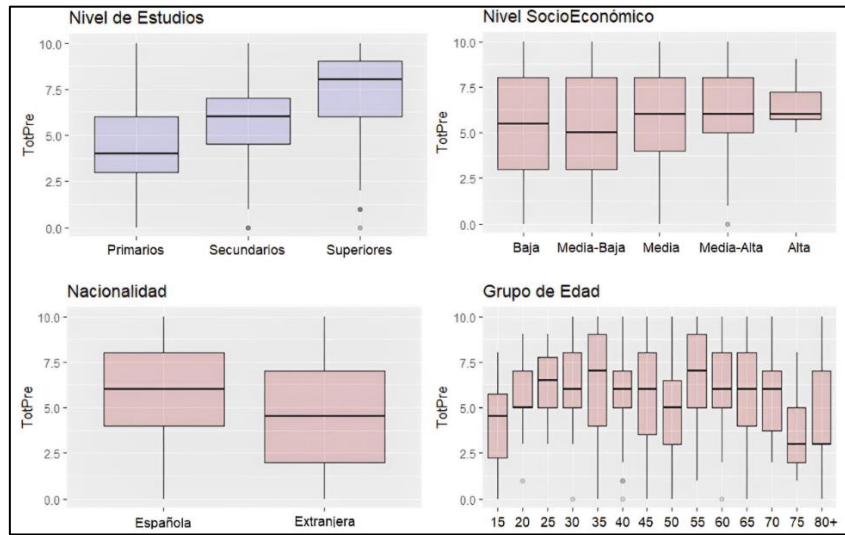 Nivel de Estudios
10.0
7.5
5.0
2.5
0.0
TotPre
Primarios Secundarios Superiores
Nivel SocioEconómico
10.0
7.5
5.0
2.5
0.0
TotPre
Baja Media-Baja Media Media-Alta Alta
Nacionalidad
10.0
7.5
5.0
2.5
0.0
TotPre
Española Extranjera
Grupo de Edad
10.0
7.5
5.0
2.5
0.0
TotPre
15 20 25 30 35 40 45 50 55 60 65 70 75 80+